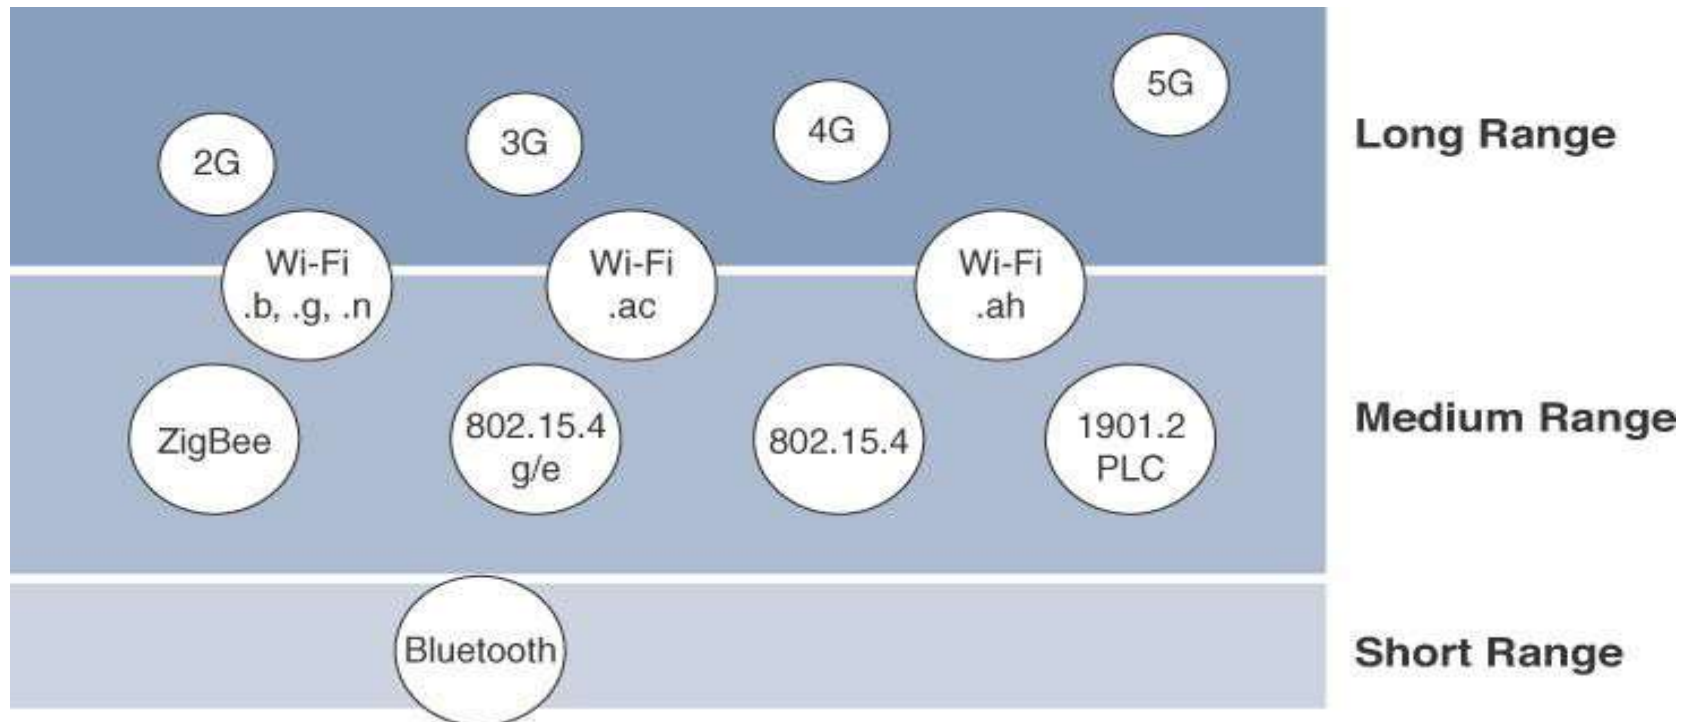 5G
4G
3G
2G
Long Range
Wi-Fi
.b, .g, .n
Wi-Fi
.ac
Wi-Fi
.ah
ZigBee
802.15.4
g/e
802.15.4
1901.2
PLC
Medium Range
Bluetooth
Short Range